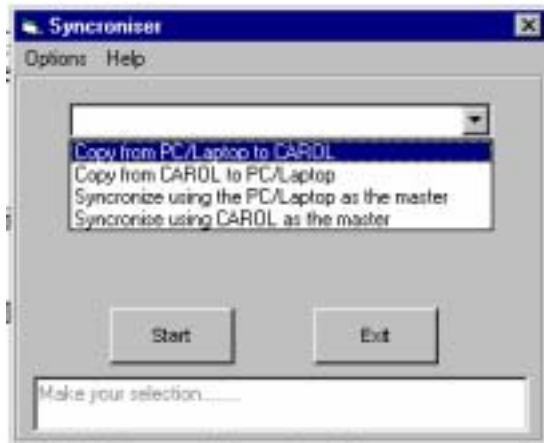 Syncroniser
Options Help
Copy from PC/Laptop to CAROL
Copy from CAROL to PC/Laptop
Syncronize using the PC/Laptop as the master
Syncronise using CAROL as the master
Start Exit
Make your selection........